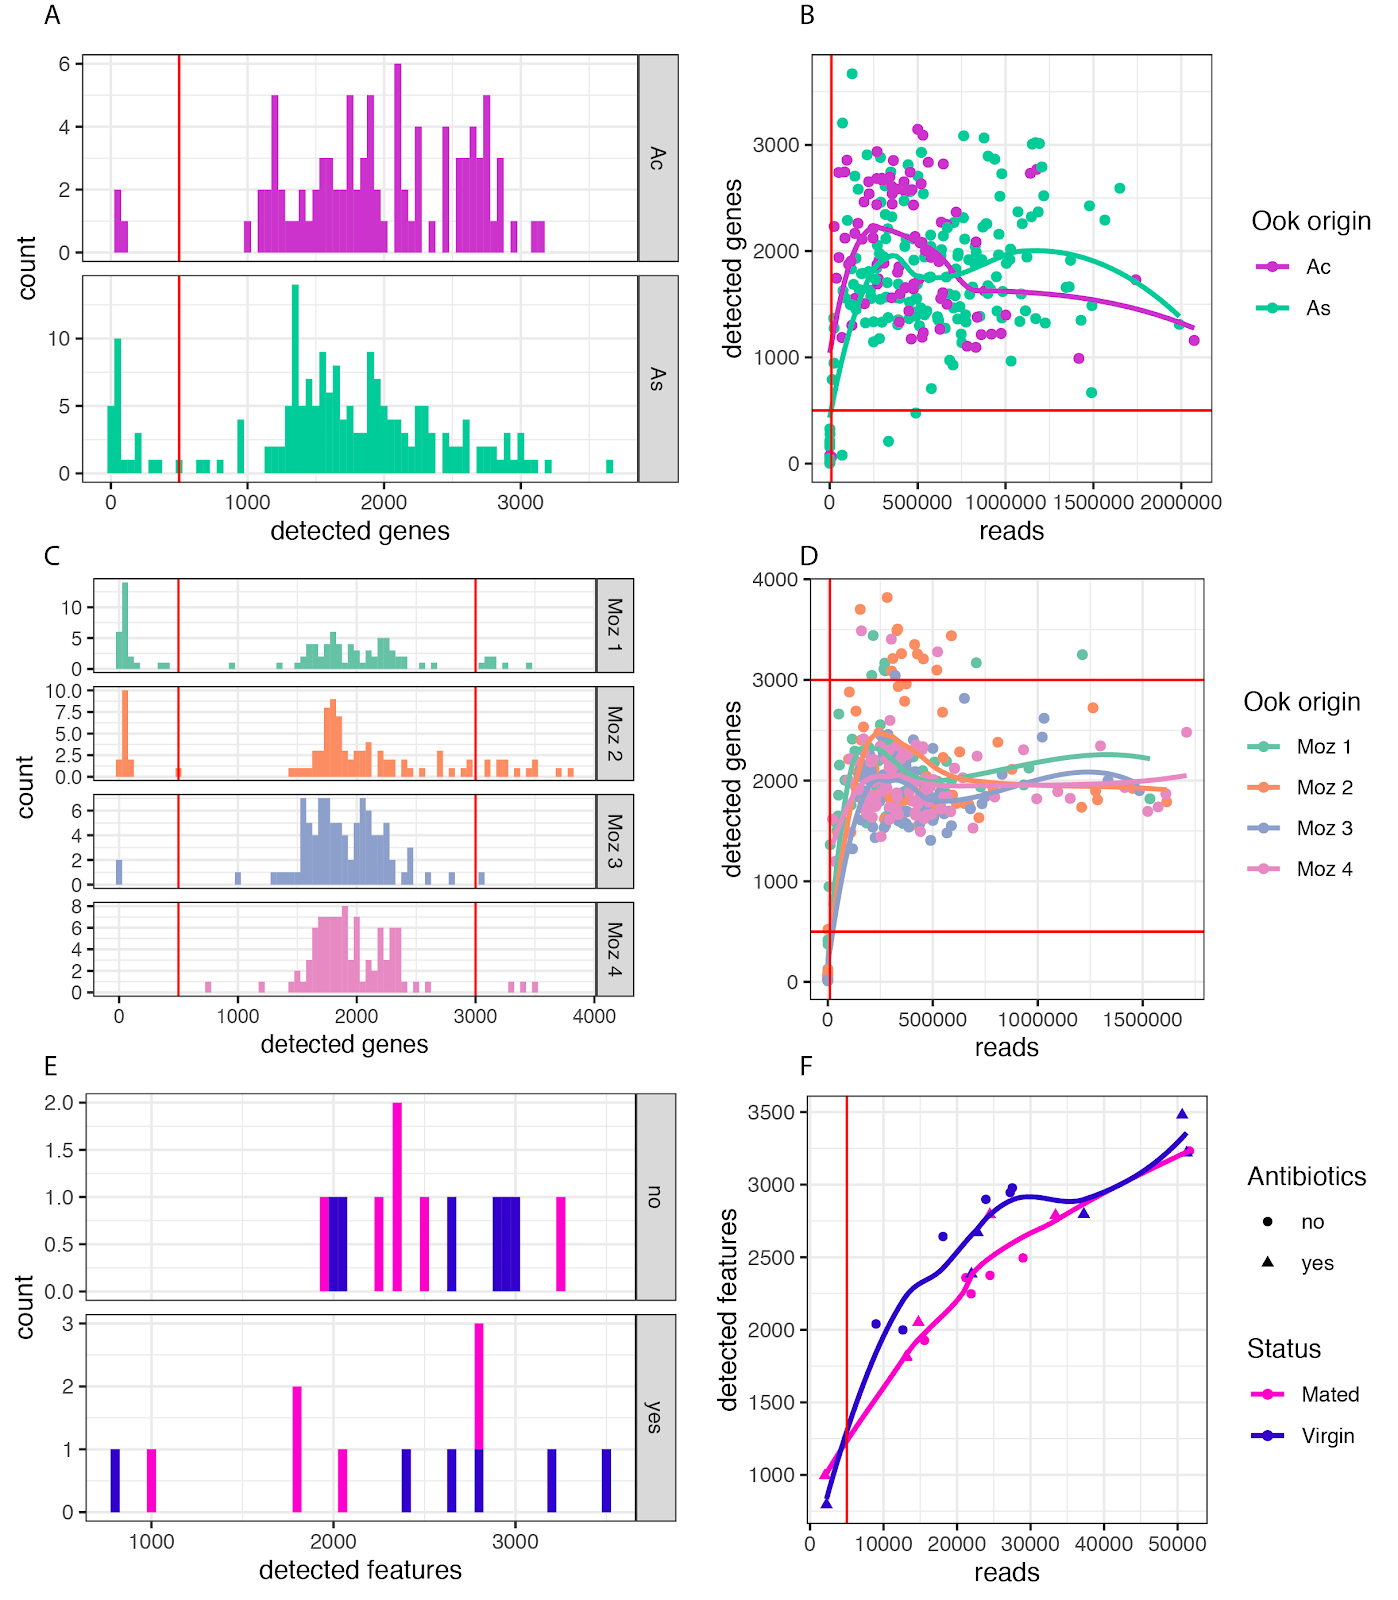 A
6
4
2
0
Ac
10
5
0
As
count
0 1000 2000 3000
detected genes
B
3000
2000
1000
0
detected genes
0 500000 1000000 1500000 2000000
reads
Ook origin
Ac
As
C
10
5
0
Moz 1
10.0
7.5
5.0
2.5
0.0
Moz 2
6
4
2
0
Moz 3
8
6
4
2
0
Moz 4
count
0 1000 2000 3000 4000
detected genes
D
4000
3000
2000
1000
0
detected genes
0 500000 1000000 1500000
reads
Ook origin
Moz 1
Moz 2
Moz 3
Moz 4
E
2.0
1.5
1.0
0.5
0.0
no
3
2
1
0
yes
count
1000 2000 3000
detected features
F
3500
3000
2500
2000
1500
1000
detected features
0 10000 20000 30000 40000 50000
reads
Antibiotics
no
yes
Status
Mated
Virgin